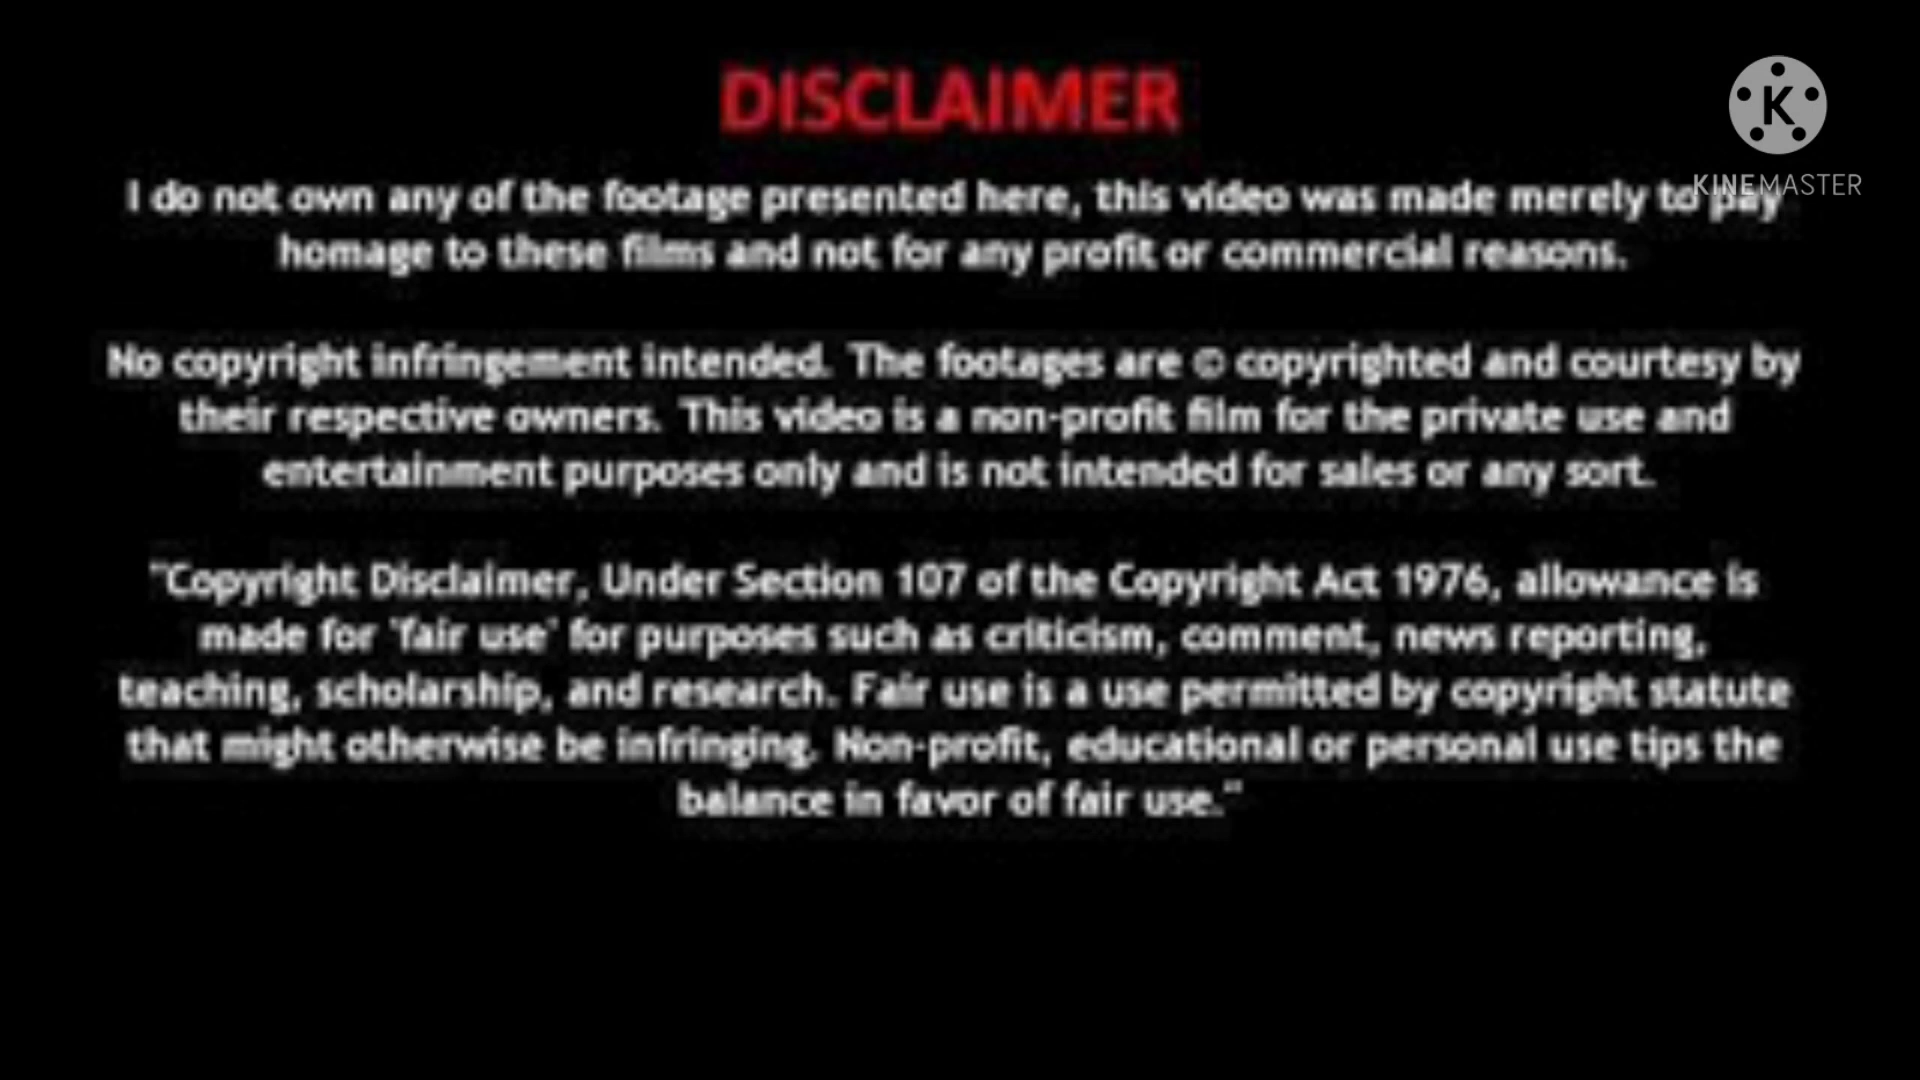 DISCLAIMER
I do not own any of the footage presented here, this video was made merely to pay
homage to these films and not for any profit or commercial reasons.
No copyright infringement intended. The footages are © copyrighted and courtesy by
their respective owners. This video is a non-profit film for the private use and
entertainment purposes only and is not intended for sales or any sort.
"Copyright Disclaimer, Under Section 107 of the Copyright Act 1976, allowance is
made for 'fair use' for purposes such as criticism, comment, news reporting,
teaching, scholarship, and research. Fair use is a use permitted by copyright statute
that might otherwise be infringing. Non-profit, educational or personal use tips the
balance in favor of fair use."
K
KINEMASTER